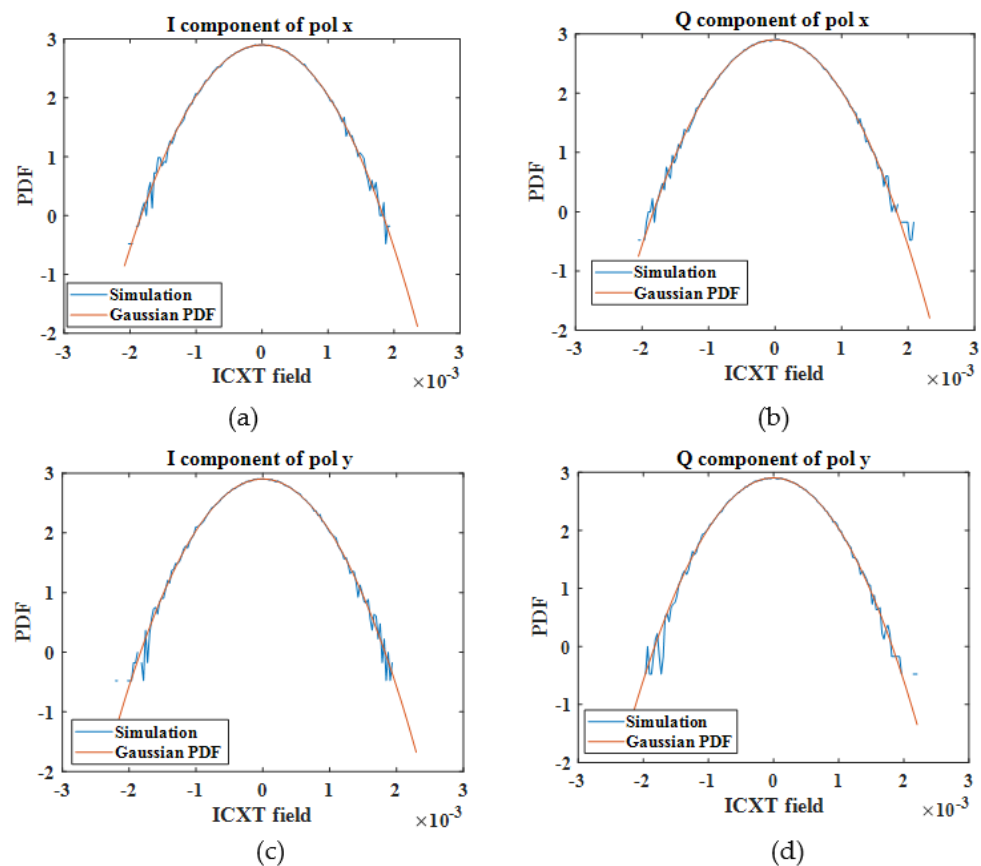 I component of pol x
3
2
1
0
-1
-2
PDF
Simulation
Gaussian PDF
-3 -2 -1 0 1 2 3
ICXT field
×10⁻³
(a)
Q component of pol x
3
2
1
0
-1
-2
PDF
Simulation
Gaussian PDF
-3 -2 -1 0 1 2 3
ICXT field
×10⁻³
(b)
I component of pol y
3
2
1
0
-1
-2
PDF
Simulation
Gaussian PDF
-3 -2 -1 0 1 2 3
ICXT field
×10⁻³
(c)
Q component of pol y
3
2
1
0
-1
-2
PDF
Simulation
Gaussian PDF
-3 -2 -1 0 1 2 3
ICXT field
×10⁻³
(d)